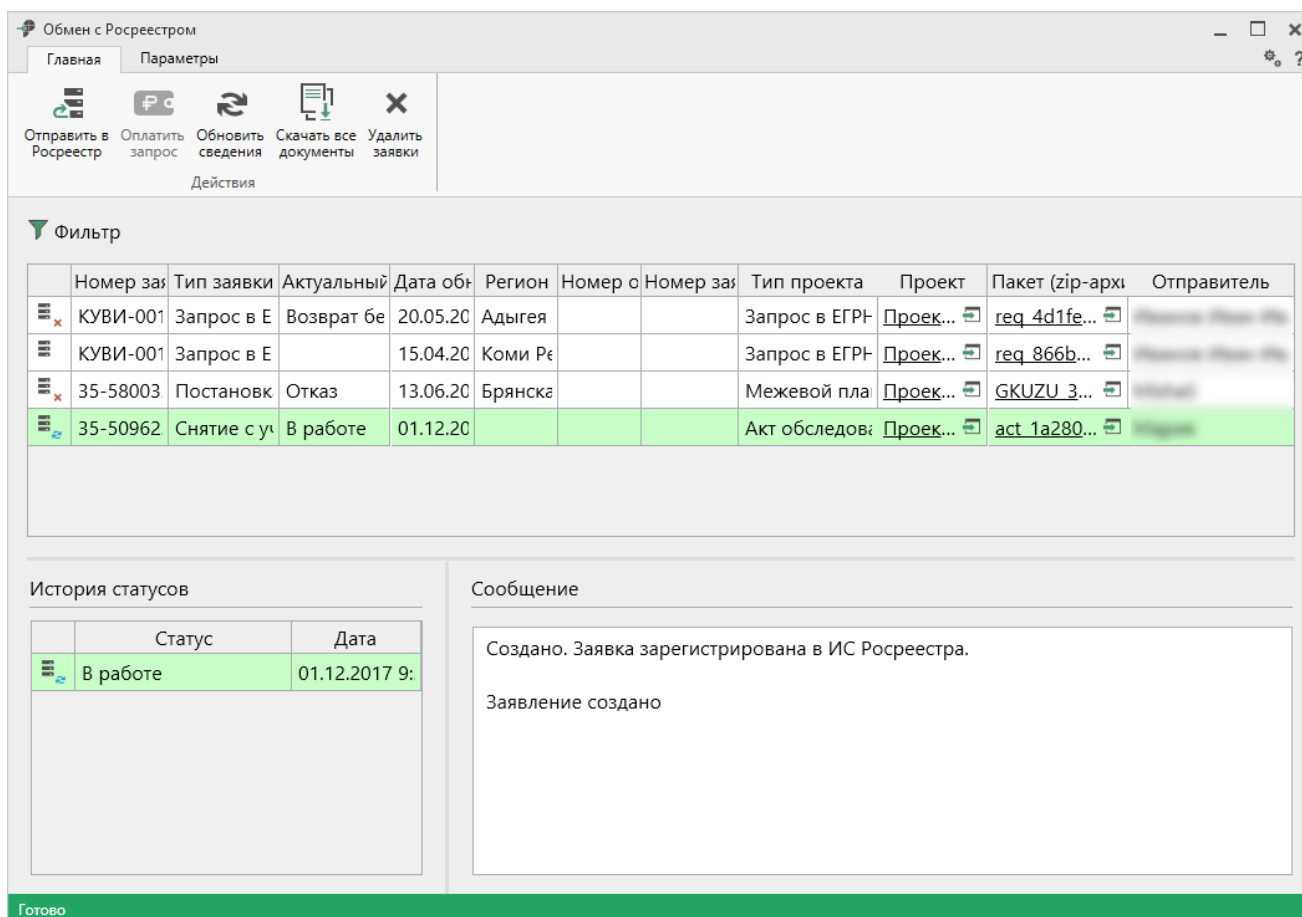 Обмен с Росреестром
Главная Параметры
?
Отправить в Росреестр
Оплатить запрос
Обновить сведения
Скачать все документы
Удалить заявки
Действия
Фильтр
Номер зая Тип заявки Актуальный Дата обн Регион Номер о Номер зая Тип проекта Проект Пакет (zip-архи Отправитель
КУВИ-001 Запрос в Е Возврат бе 20.05.20 Адыгея Запрос в ЕГРН Проек... req_4d1fe...
КУВИ-001 Запрос в Е 15.04.20 Коми Ре Запрос в ЕГРН Проек... req_866b...
35-58003 Постановк Отказ 13.06.20 Брянска Межевой пла Проек... GKUZU_3...
35-50962 Снятие с уч В работе 01.12.20 Акт обследова Проек... act_1a280...
История статусов
Статус Дата
В работе 01.12.2017 9:
Сообщение
Создано. Заявка зарегистрирована в ИС Росреестра.
Заявление создано
Готово